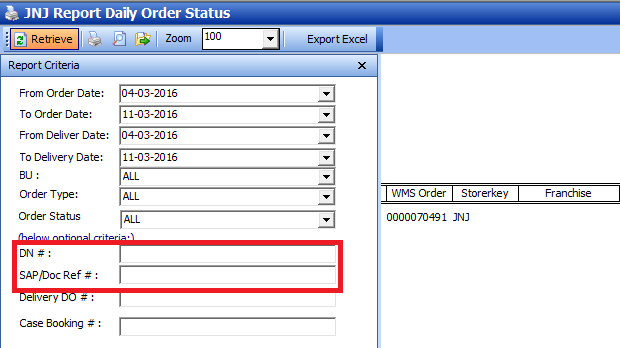 JNJ Report Daily Order Status
Retrieve Zoom 100 Export Excel
Report Criteria
From Order Date: 04-03-2016
To Order Date: 11-03-2016
From Deliver Date: 04-03-2016
To Delivery Date: 11-03-2016
BU : ALL
Order Type: ALL
Order Status ALL
(below optional criteria:)
DN # :
SAP/Doc Ref # :
Delivery DO # :
Case Booking # :
WMS Order Storerkey Franchise
0000070491 JNJ